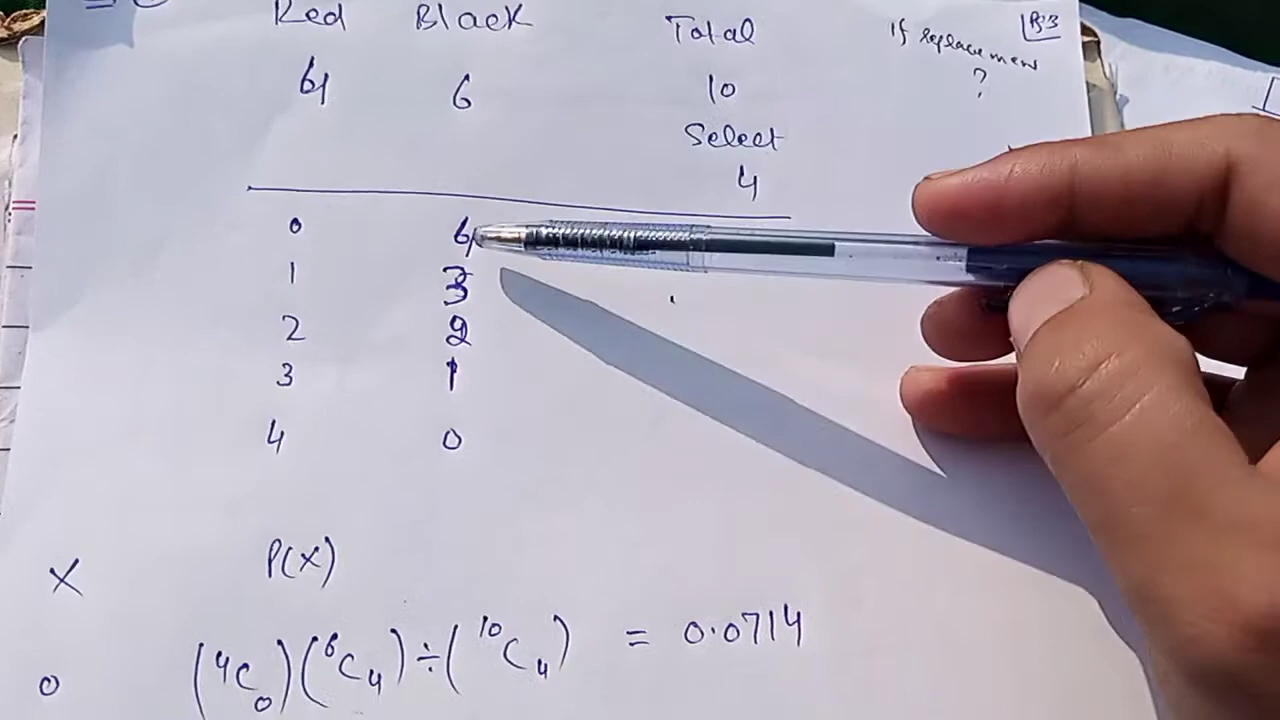 Red Black Total If replacement
?
4 6 10
Select
4
0 4
1 3
2 2
3 1
4 0
X P(X)
0 (⁴C₀)(⁶C₄)÷(¹⁰C₄) = 0.0714